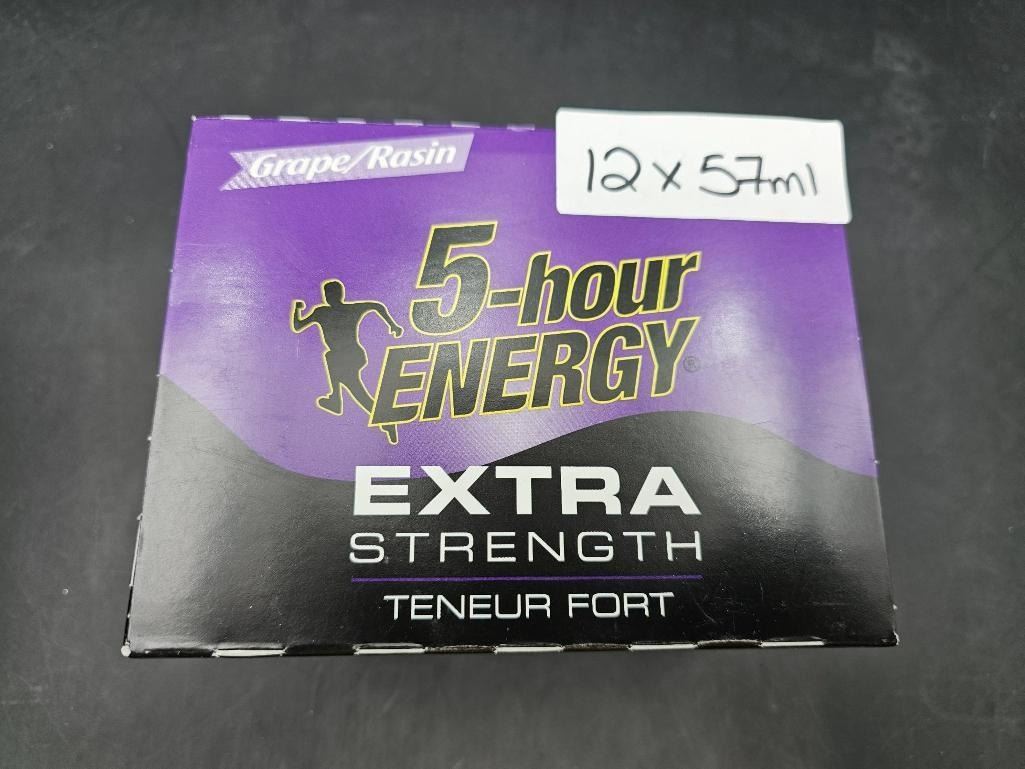 Grape/Rasin
12 x 57ml
5-hour
ENERGY®
EXTRA
STRENGTH
TENEUR FORT